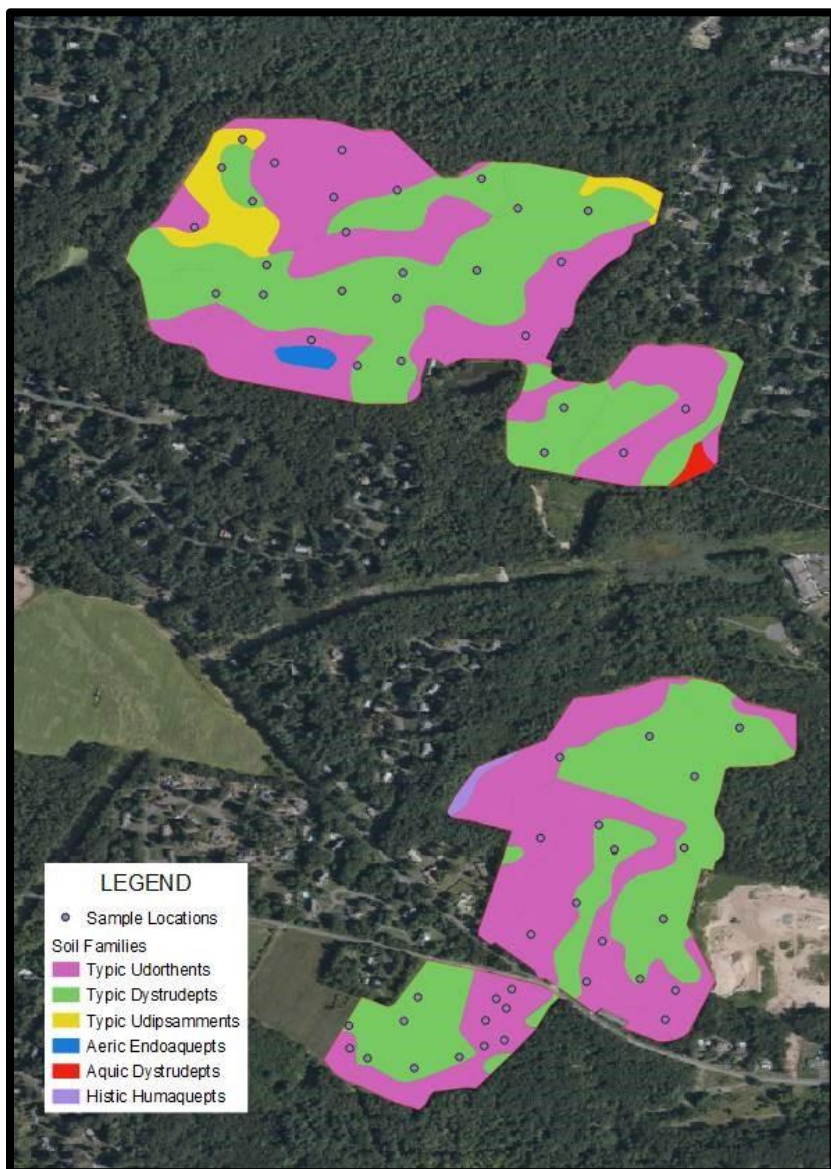 LEGEND
Sample Locations
Soil Families
Typic Udorthents
Typic Dystrudepts
Typic Udipsamments
Aeric Endoaquepts
Aquic Dystrudepts
Histic Humaquepts